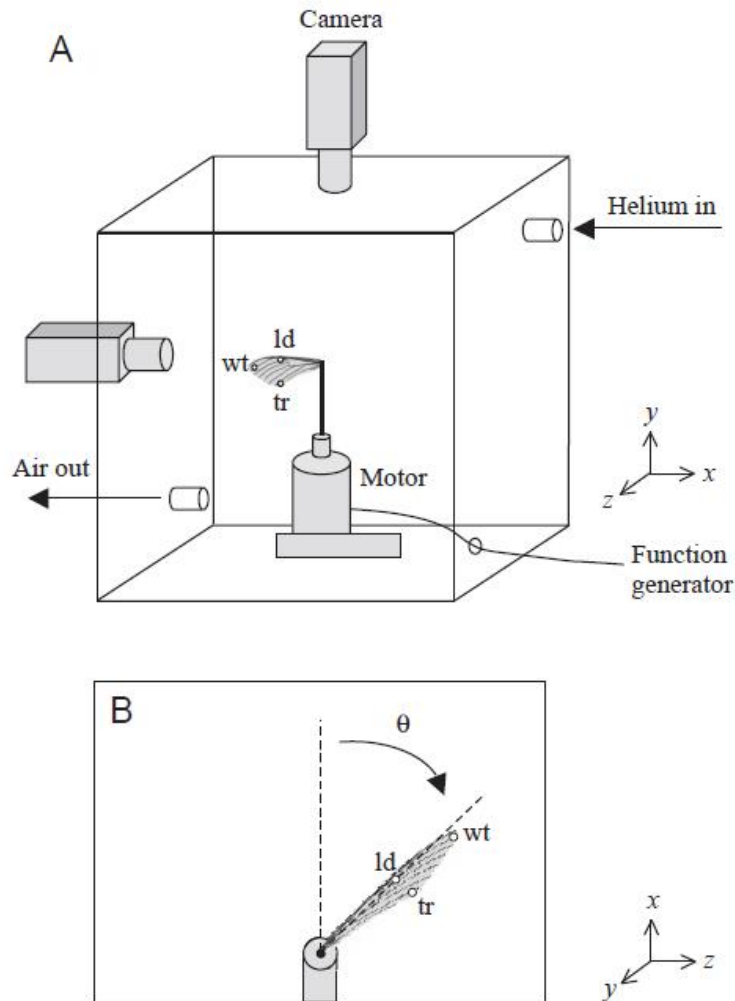 Camera
A
Helium in
ld
wt
tr
y
Air out
Motor
x
z
Function
generator
B
θ
wt
ld
tr
x
z
y